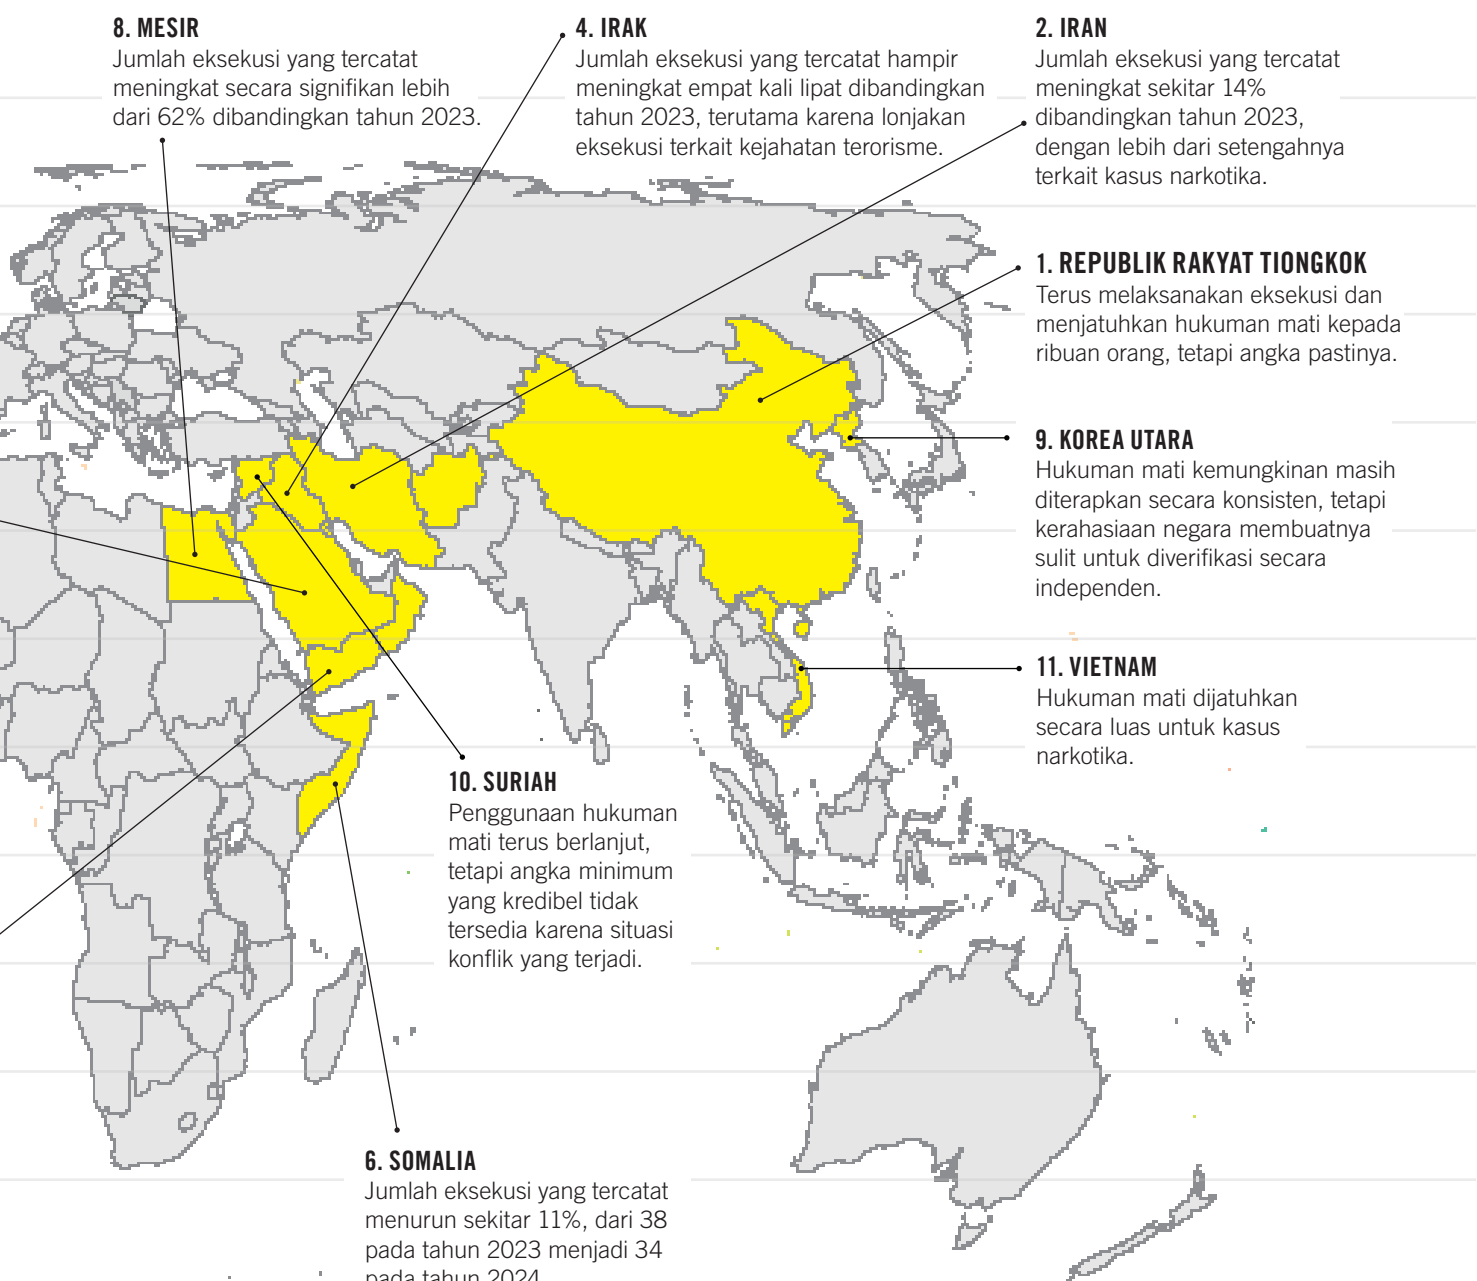 8. MESIR
Jumlah eksekusi yang tercatat
meningkat secara signifikan lebih
dari 62% dibandingkan tahun 2023.
4. IRAK
Jumlah eksekusi yang tercatat hampir
meningkat empat kali lipat dibandingkan
tahun 2023, terutama karena lonjakan
eksekusi terkait kejahatan terorisme.
2. IRAN
Jumlah eksekusi yang tercatat
meningkat sekitar 14%
dibandingkan tahun 2023,
dengan lebih dari setengahnya
terkait kasus narkotika.
1. REPUBLIK RAKYAT TIONGKOK
Terus melaksanakan eksekusi dan
menjatuhkan hukuman mati kepada
ribuan orang, tetapi angka pastinya.
9. KOREA UTARA
Hukuman mati kemungkinan masih
diterapkan secara konsisten, tetapi
kerahasiaan negara membuatnya
sulit untuk diverifikasi secara
independen.
11. VIETNAM
Hukuman mati dijatuhkan
secara luas untuk kasus
narkotika.
10. SURIAH
Penggunaan hukuman
mati terus berlanjut,
tetapi angka minimum
yang kredibel tidak
tersedia karena situasi
konflik yang terjadi.
6. SOMALIA
Jumlah eksekusi yang tercatat
menurun sekitar 11%, dari 38
pada tahun 2023 menjadi 34
pada tahun 2024